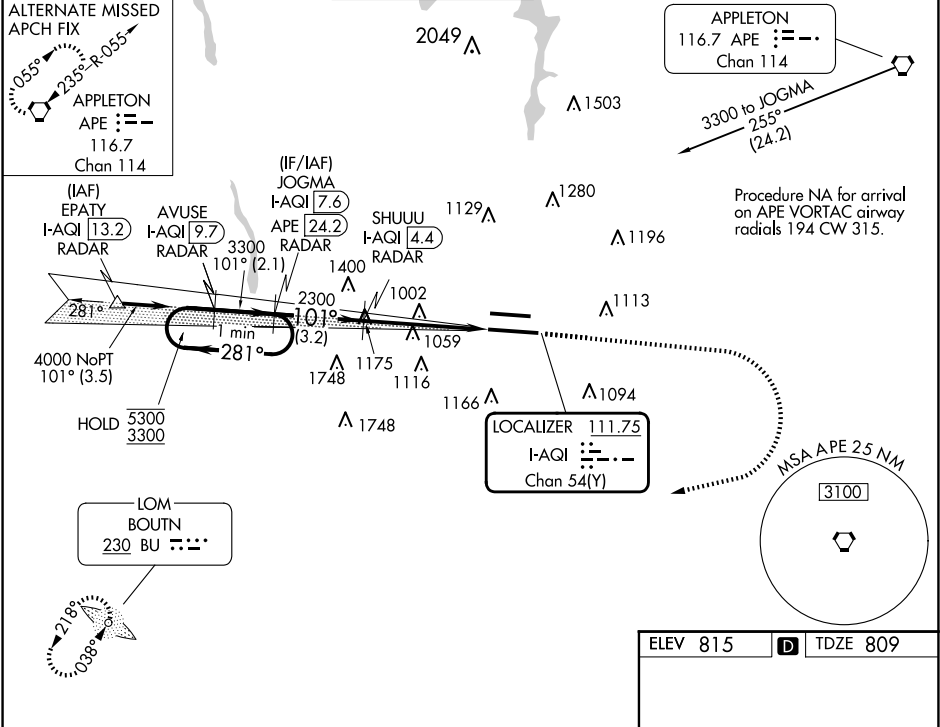 ALTERNATE MISSED
APCH FIX
055°
235°
R-055
APPLETON
APE
116.7
Chan 114
2049
APPLETON
116.7 APE
Chan 114
1503
3300 to JOGMA
255°
(24.2)
Procedure NA for arrival
on APE VORTAC airway
radials 194 CW 315.
(IAF)
EPATY
I-AQI 13.2
RADAR
AVUSE
I-AQI 9.7
RADAR
(IF/IAF)
JOGMA
I-AQI 7.6
APE 24.2
RADAR
SHUUU
I-AQI 4.4
RADAR
1280
1129
1196
3300
101° (2.1)
1400
2300
101°
(3.2)
1002
1113
281°
1 min
281°
1059
4000 NoPT
101° (3.5)
1748
1175
1116
1166
1094
HOLD 5300
3300
1748
LOCALIZER 111.75
I-AQI
Chan 54(Y)
MSA APE 25 NM
3100
LOM
BOUTN
230 BU
218°
038°
ELEV 815 D TDZE 809